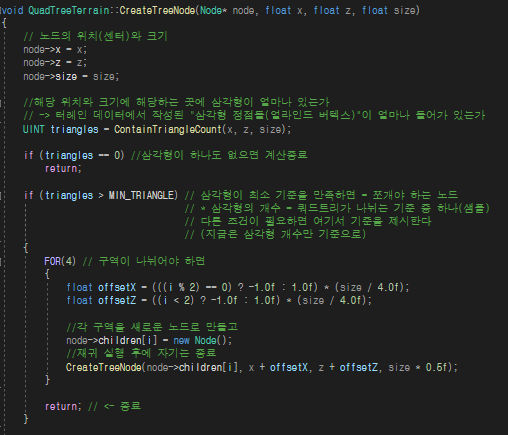 void QuadTreeTerrain::CreateTreeNode(Node* node, float x, float z, float size)
{
// 노드의 위치(센터)와 크기
node->x = x;
node->z = z;
node->size = size;
//해당 위치와 크기에 해당하는 곳에 삼각형이 얼마나 있는가
// -> 터레인 데이터에서 작성된 "삼각형 정점들(얼라인드 버텍스)"이 얼마나 들어가 있는가
UINT triangles = ContainTriangleCount(x, z, size);
if (triangles == 0) //삼각형이 하나도 없으면 계산종료
return;
if (triangles > MIN_TRIANGLE) // 삼각형이 최소 기준을 만족하면 = 쪼개야 하는 노드
// * 삼각형의 개수 = 쿼드트리가 나뉘는 기준 중 하나(샘플)
// 다른 조건이 필요하면 여기서 기준을 제시한다
// (지금은 삼각형 개수만 기준으로)
{
FOR(4) // 구역이 나뉘어야 하면
{
float offsetX = (((i % 2) == 0) ? -1.0f : 1.0f) * (size / 4.0f);
float offsetZ = ((i < 2) ? -1.0f : 1.0f) * (size / 4.0f);
//각 구역을 새로운 노드로 만들고
node->children[i] = new Node();
//재귀 실행 후에 자기는 종료
CreateTreeNode(node->children[i], x + offsetX, z + offsetZ, size * 0.5f);
}
return; // <- 종료
}